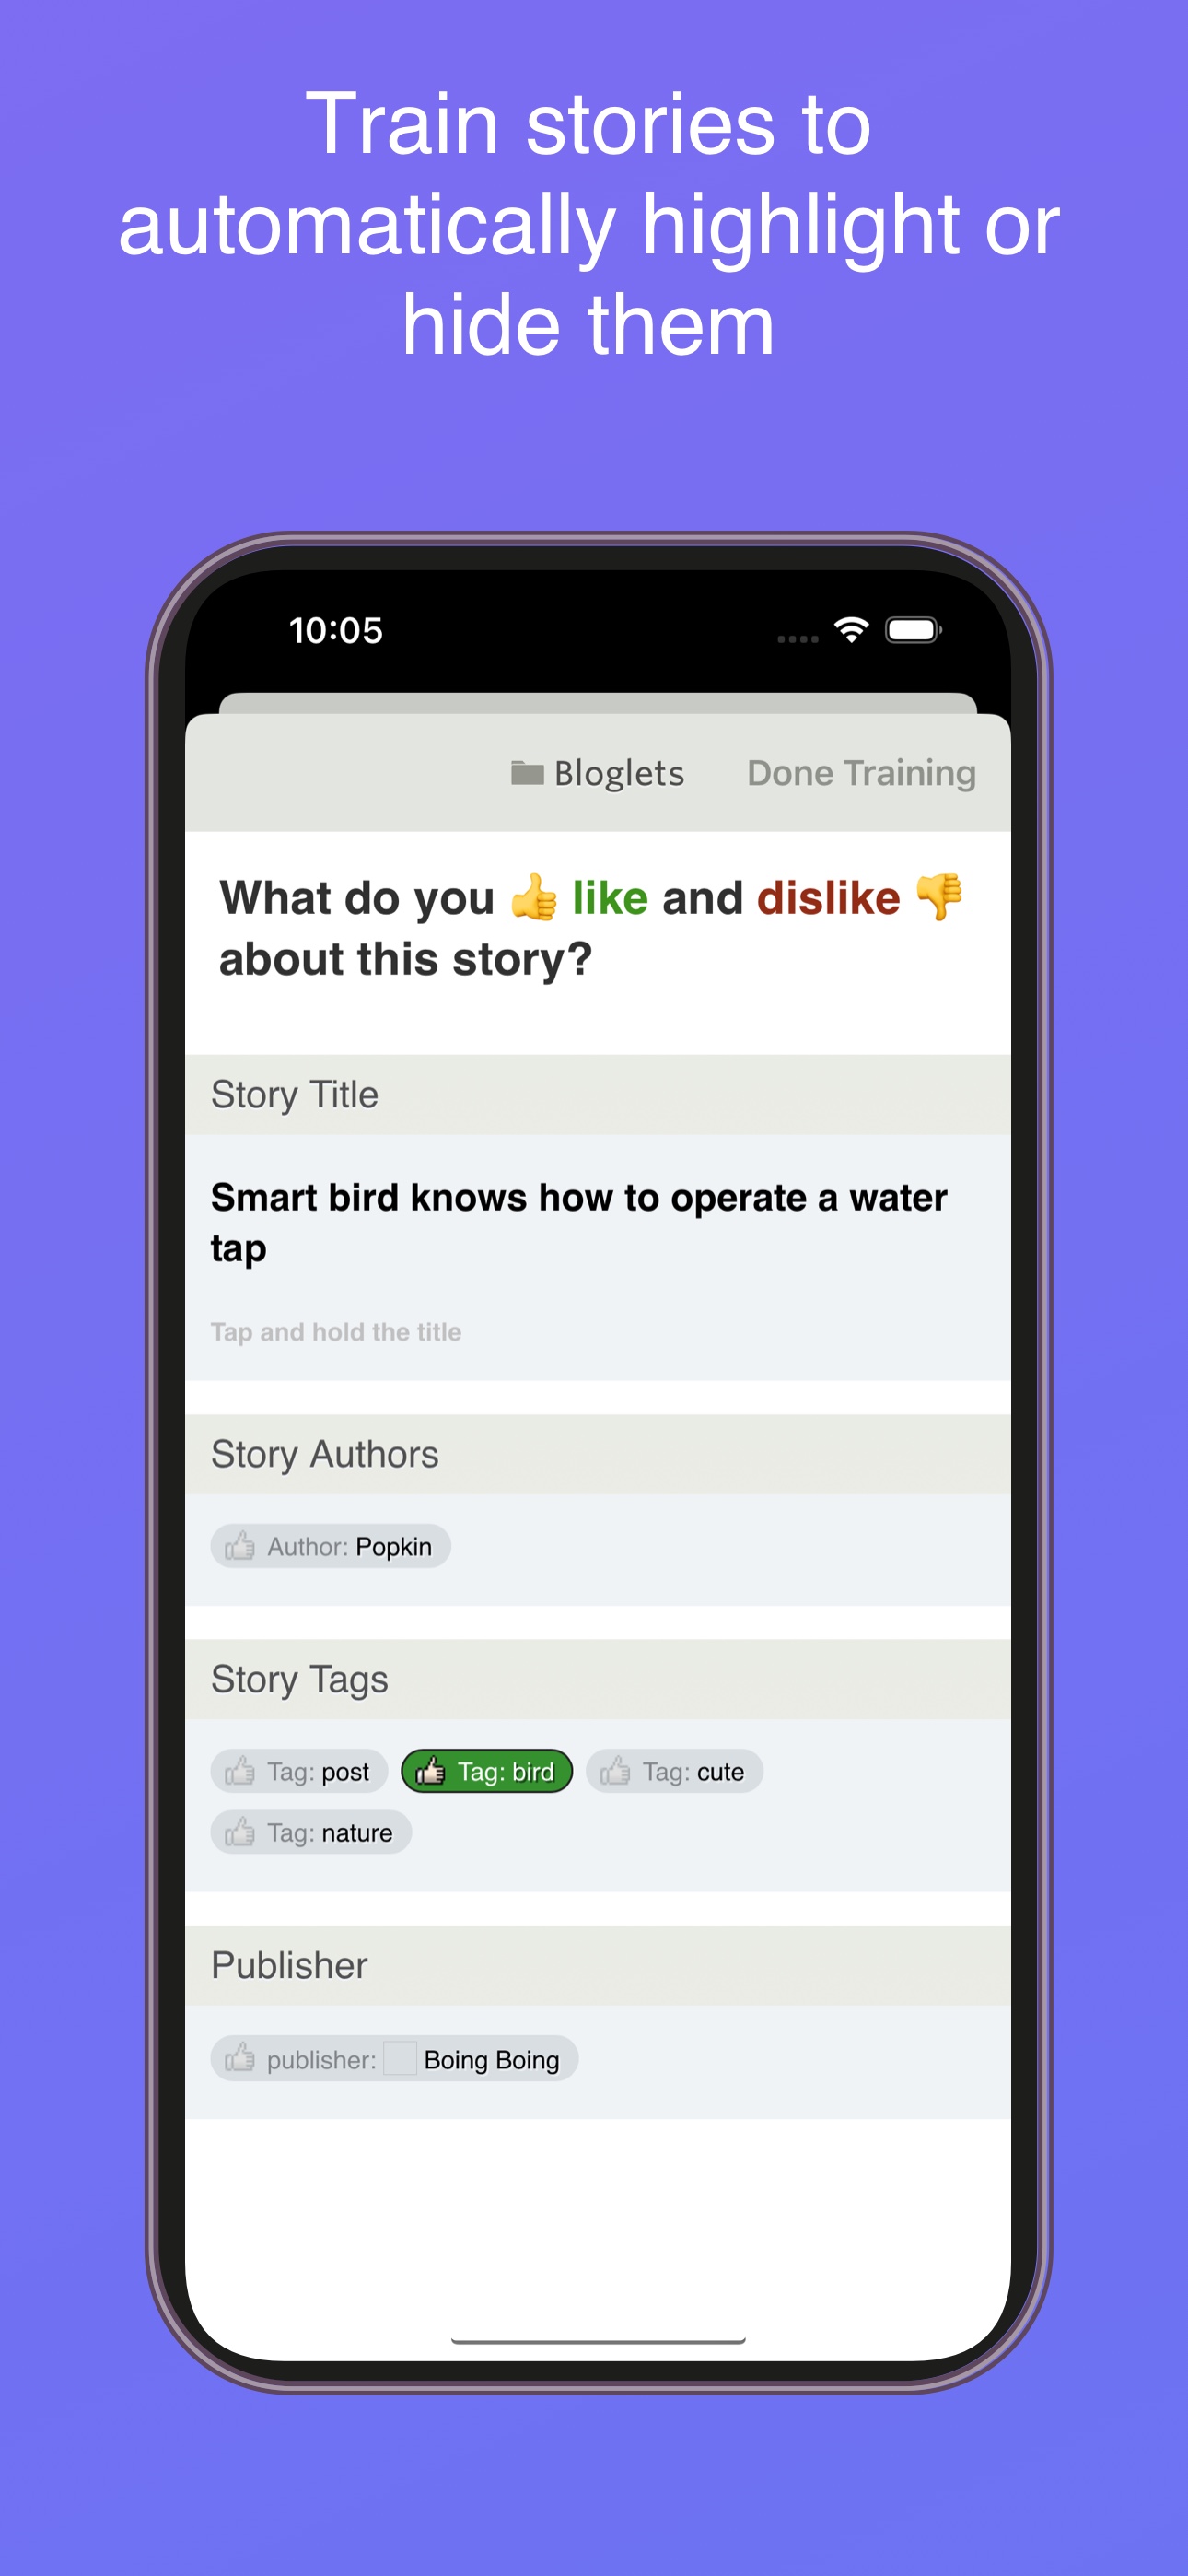 Train stories to
automatically highlight or
hide them
10:05
Bloglets
Done Training
What do you 👍 like and dislike 👎
about this story?
Story Title
Smart bird knows how to operate a water
tap
Tap and hold the title
Story Authors
Author: Popkin
Story Tags
Tag: post
Tag: bird
Tag: cute
Tag: nature
Publisher
publisher: Boing Boing